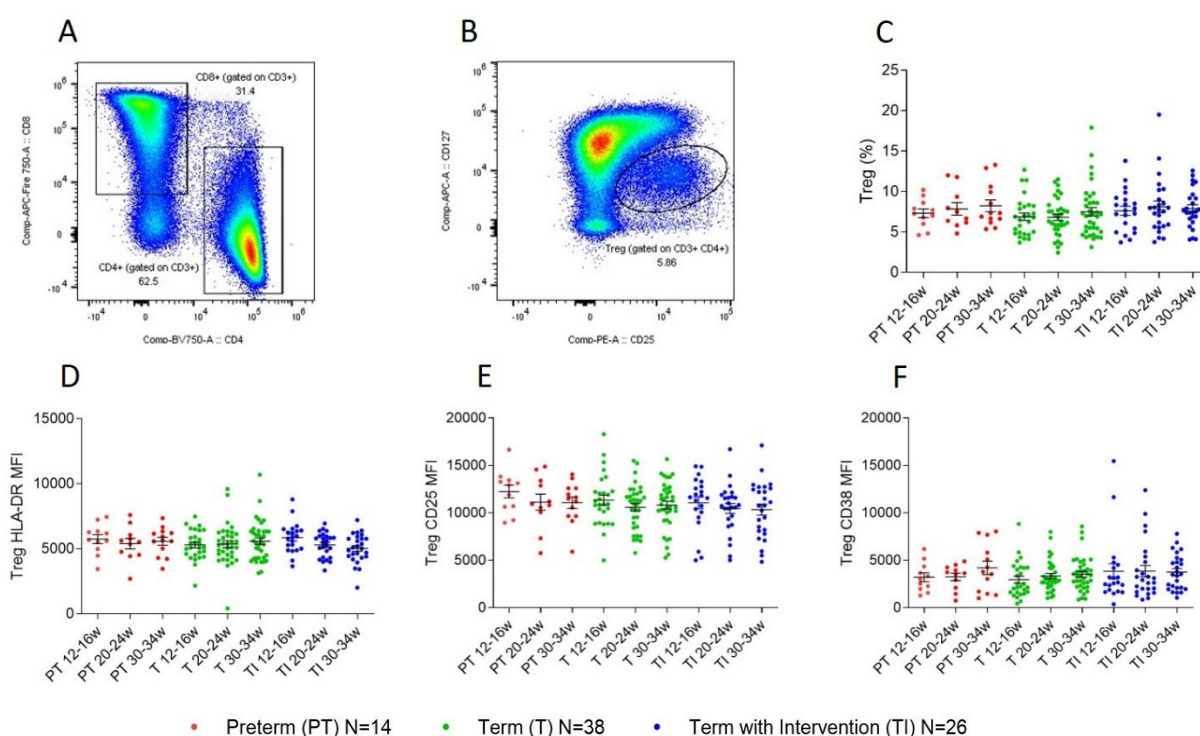 A
CD8+ (gated on CD3+)
31.4
CD4+ (gated on CD3+)
62.5
Comp-APC-Fire 750-A :: CD8
10^6
10^5
10^4
0
-10^4
-10^4
0
10^4
10^5
10^6
Comp-BV750-A :: CD4
B
Treg (gated on CD3+ CD4+)
5.86
Comp-APC-A :: CD127
10^6
10^5
10^4
0
-10^4
-10^4
0
10^4
10^5
Comp-PE-A :: CD25
C
Treg (%)
25
20
15
10
5
0
PT 12-16w
PT 20-24w
PT 30-34w
T 12-16w
T 20-24w
T 30-34w
TI 12-16w
TI 20-24w
TI 30-34w
D
Treg HLA-DR MFI
15000
10000
5000
0
PT 12-16w
PT 20-24w
PT 30-34w
T 12-16w
T 20-24w
T 30-34w
TI 12-16w
TI 20-24w
TI 30-34w
E
Treg CD25 MFI
20000
15000
10000
5000
0
PT 12-16w
PT 20-24w
PT 30-34w
T 12-16w
T 20-24w
T 30-34w
TI 12-16w
TI 20-24w
TI 30-34w
F
Treg CD38 MFI
20000
15000
10000
5000
0
PT 12-16w
PT 20-24w
PT 30-34w
T 12-16w
T 20-24w
T 30-34w
TI 12-16w
TI 20-24w
TI 30-34w
Preterm (PT) N=14
Term (T) N=38
Term with Intervention (TI) N=26